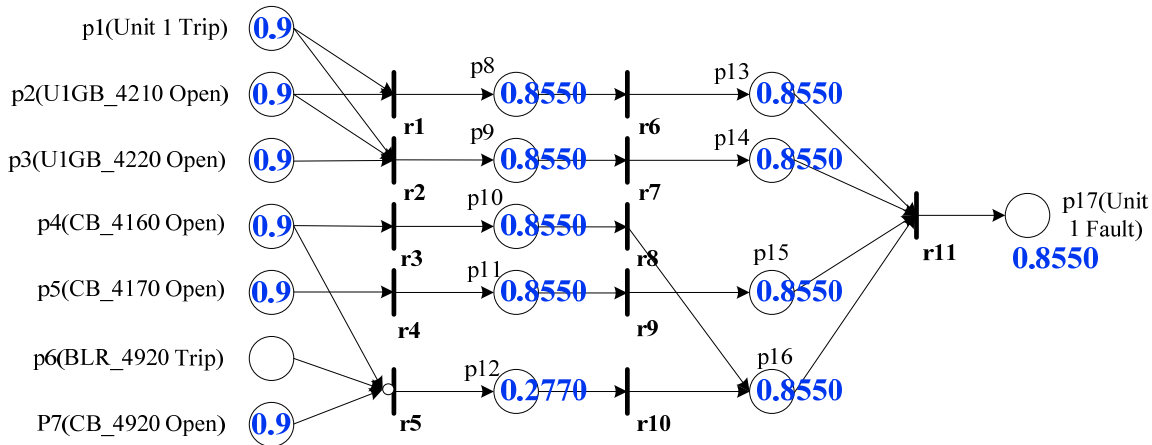 p1(Unit 1 Trip)
0.9
p2(U1GB_4210 Open)
0.9
r1
p8
0.8550
r6
p13
0.8550
p3(U1GB_4220 Open)
0.9
r2
p9
0.8550
r7
p14
0.8550
p4(CB_4160 Open)
0.9
r3
p10
0.8550
r8
p5(CB_4170 Open)
0.9
r4
p11
0.8550
r9
p15
0.8550
p6(BLR_4920 Trip)
P7(CB_4920 Open)
0.9
r5
p12
0.2770
r10
p16
0.8550
r11
p17(Unit
1 Fault)
0.8550